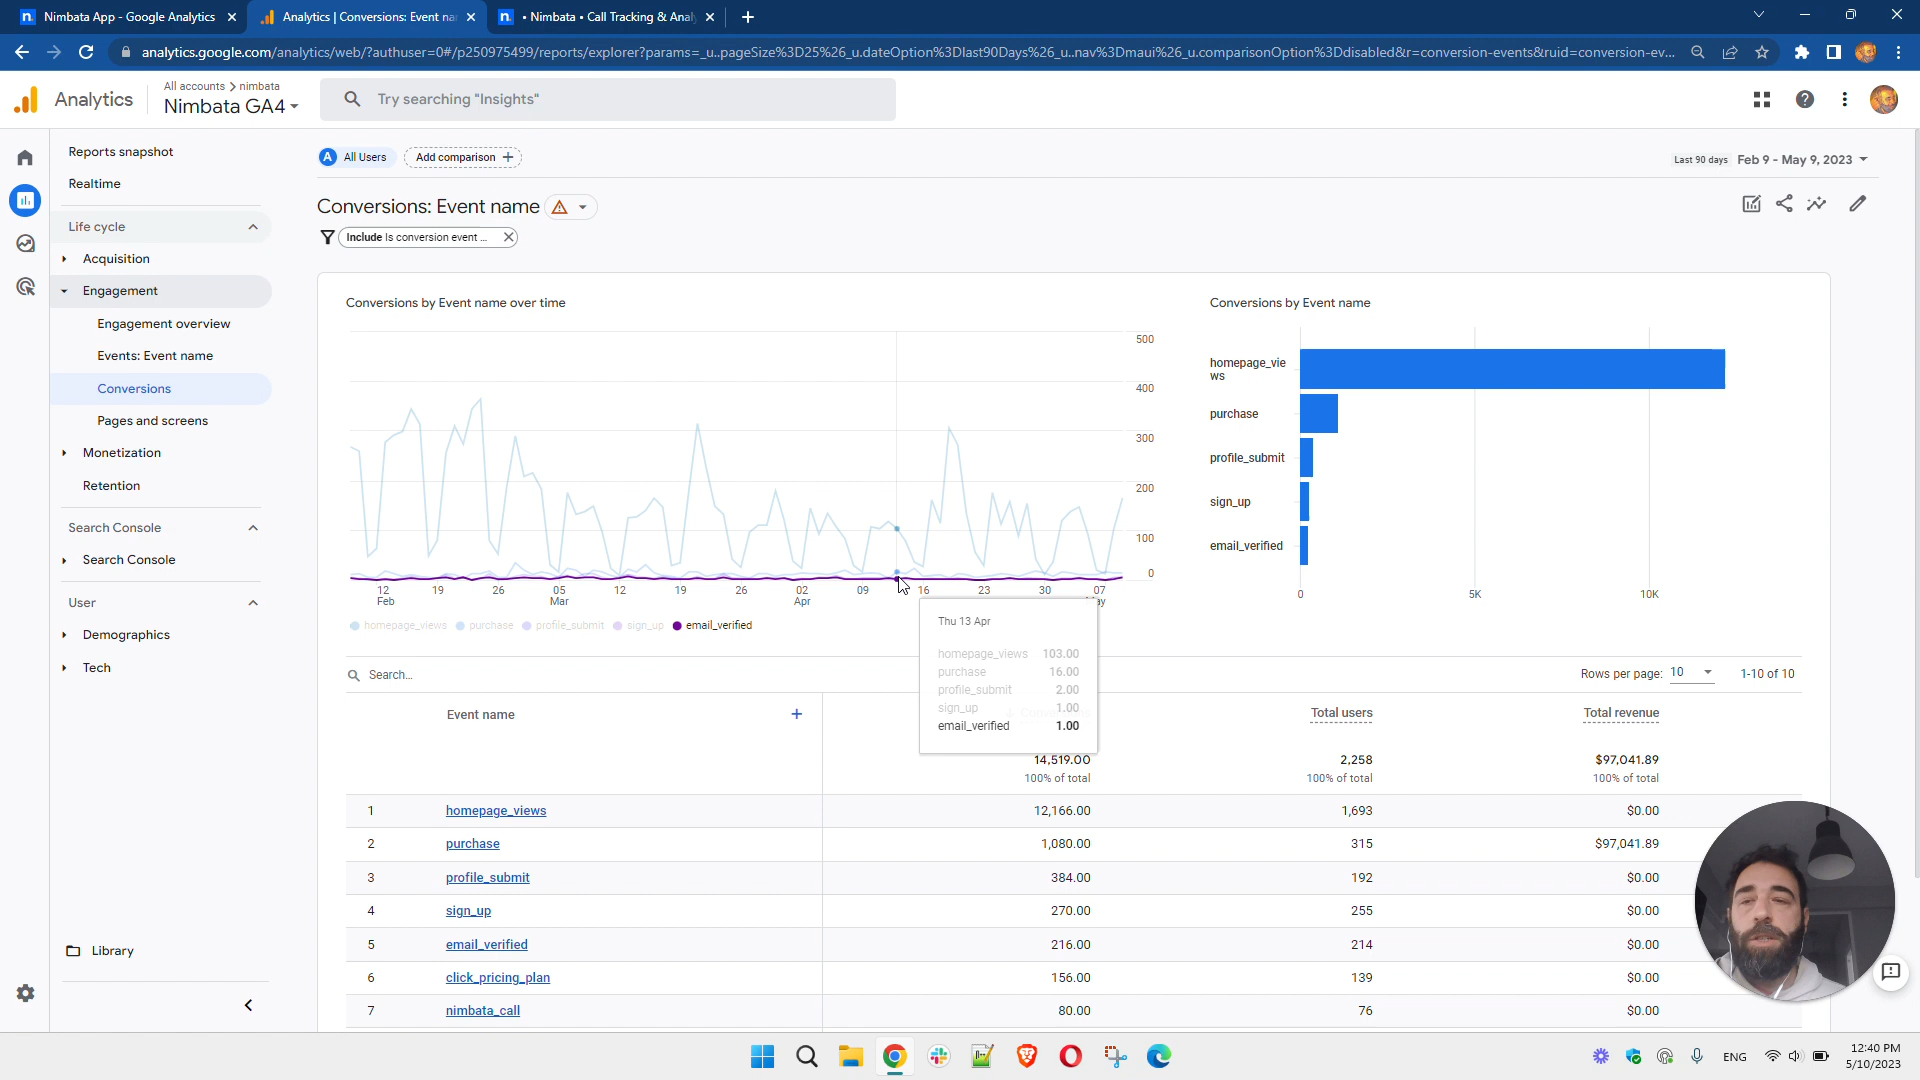 Nimbata App - Google Analytics
Analytics | Conversions: Event na
• Nimbata • Call Tracking & Anal
analytics.google.com/analytics/web/?authuser=0#/p250975499/reports/explorer?params=_u..pageSize%3D25%26_u.dateOption%3Dlast90Days%26_u..nav%3Dmaui%26_u.comparisonOption%3Ddisabled&r=conversion-events&ruid=conversion-ev...
Analytics
All accounts > nimbata
Nimbata GA4
Try searching "Insights"
Reports snapshot
Realtime
Life cycle
Acquisition
Engagement
Engagement overview
Events: Event name
Conversions
Pages and screens
Monetization
Retention
Search Console
Search Console
User
Demographics
Tech
Library
A All Users
Add comparison +
Last 90 days Feb 9 - May 9, 2023
Conversions: Event name
Include Is conversion event ...
Conversions by Event name over time
500
400
300
200
100
0
12 Feb
19
26
05 Mar
12
19
26
02 Apr
09
16
23
30
07
homepage_views purchase profile_submit sign_up email_verified
Thu 13 Apr
homepage_views 103.00
purchase 16.00
profile_submit 2.00
sign_up 1.00
email_verified 1.00
Conversions by Event name
homepage_vie
ws
purchase
profile_submit
sign_up
email_verified
0 5K 10K
Search...
Rows per page: 10 1-10 of 10
Event name +
Total users
Total revenue
14,519.00 2,258 $97,041.89
100% of total 100% of total 100% of total
1 homepage_views 12,166.00 1,693 $0.00
2 purchase 1,080.00 315 $97,041.89
3 profile_submit 384.00 192 $0.00
4 sign_up 270.00 255 $0.00
5 email_verified 216.00 214 $0.00
6 click_pricing_plan 156.00 139 $0.00
7 nimbata_call 80.00 76 $0.00
ENG
12:40 PM
5/10/2023